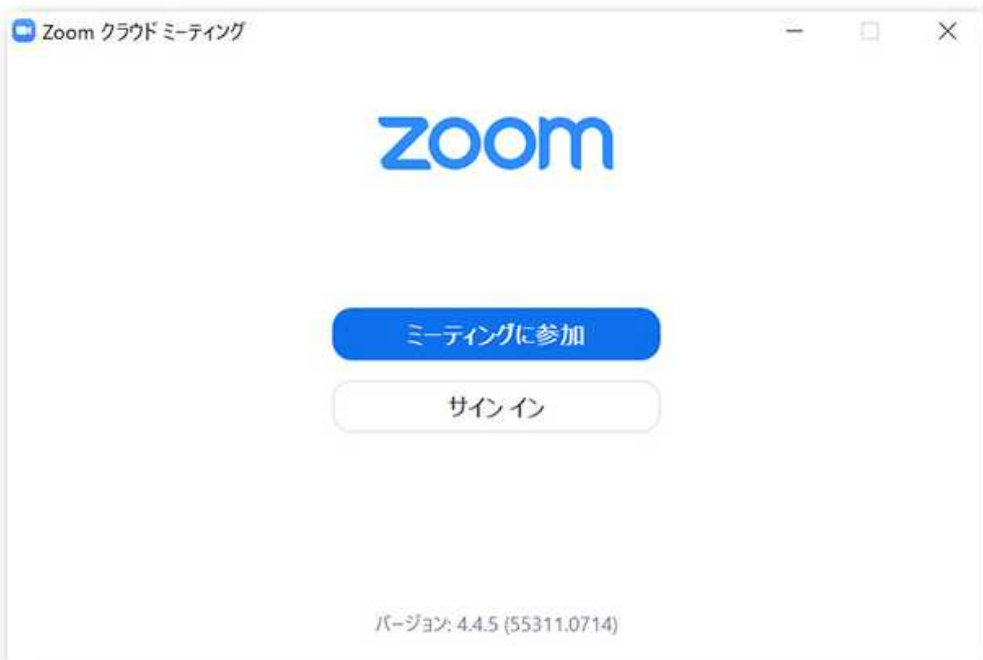 Zoom クラウド ミーティング
zoom
ミーティングに参加
サイン イン
バージョン: 4.4.5 (55311.0714)